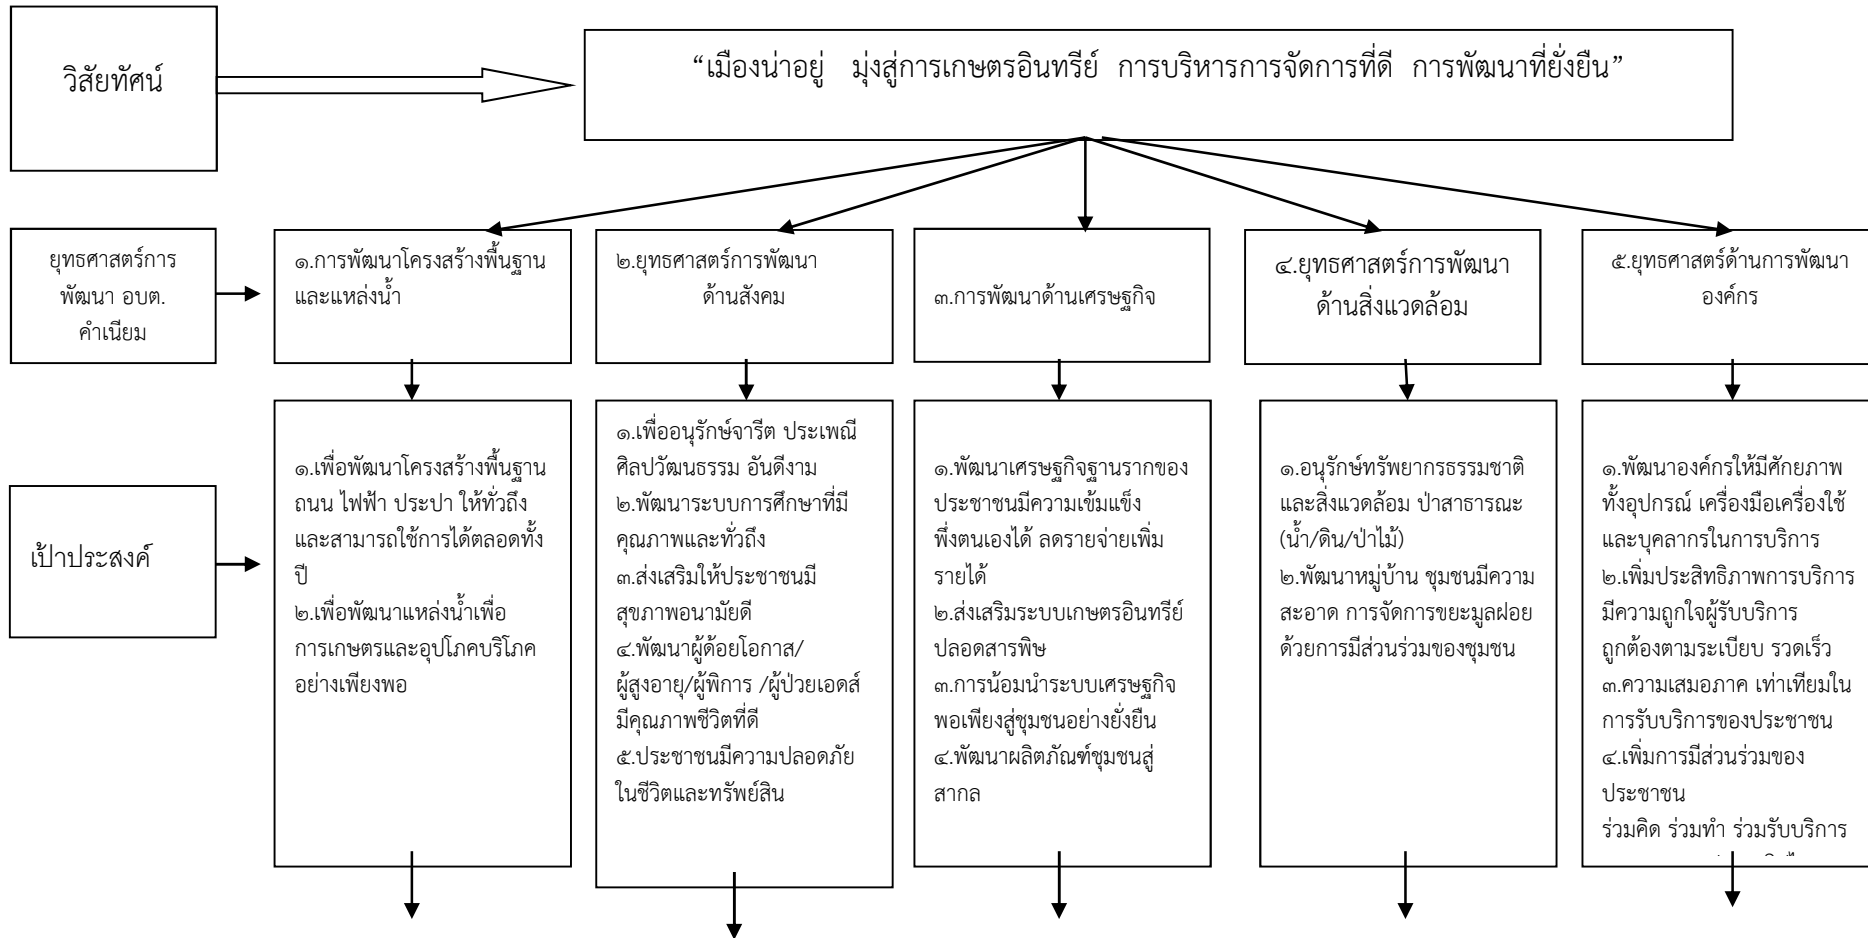 วิสัยทัศน์
“เมืองน่าอยู่ มุ่งสู่การเกษตรอินทรีย์ การบริหารการจัดการที่ดี การพัฒนาที่ยั่งยืน”
ยุทธศาสตร์การ
พัฒนา อบต.
คำเนียม
๑.การพัฒนาโครงสร้างพื้นฐาน
และแหล่งน้ำ
๒.ยุทธศาสตร์การพัฒนา
ด้านสังคม
๓.การพัฒนาด้านเศรษฐกิจ
๔.ยุทธศาสตร์การพัฒนา
ด้านสิ่งแวดล้อม
๕.ยุทธศาสตร์ด้านการพัฒนา
องค์กร
เป้าประสงค์
๑.เพื่อพัฒนาโครงสร้างพื้นฐาน
ถนน ไฟฟ้า ประปา ให้ทั่วถึง
และสามารถใช้การได้ตลอดทั้ง
ปี
๒.เพื่อพัฒนาแหล่งน้ำเพื่อ
การเกษตรและอุปโภคบริโภค
อย่างเพียงพอ
๑.เพื่ออนุรักษ์จารีต ประเพณี
ศิลปวัฒนธรรม อันดีงาม
๒.พัฒนาระบบการศึกษาที่มี
คุณภาพและทั่วถึง
๓.ส่งเสริมให้ประชาชนมี
สุขภาพอนามัยดี
๔.พัฒนาผู้ด้อยโอกาส/
ผู้สูงอายุ/ผู้พิการ /ผู้ป่วยเอดส์
มีคุณภาพชีวิตที่ดี
๕.ประชาชนมีความปลอดภัย
ในชีวิตและทรัพย์สิน
๑.พัฒนาเศรษฐกิจฐานรากของ
ประชาชนมีความเข้มแข็ง
พึ่งตนเองได้ ลดรายจ่ายเพิ่ม
รายได้
๒.ส่งเสริมระบบเกษตรอินทรีย์
ปลอดสารพิษ
๓.การน้อมนำระบบเศรษฐกิจ
พอเพียงสู่ชุมชนอย่างยั่งยืน
๔.พัฒนาผลิตภัณฑ์ชุมชนสู่
สากล
๑.อนุรักษ์ทรัพยากรธรรมชาติ
และสิ่งแวดล้อม ป่าสาธารณะ
(น้ำ/ดิน/ป่าไม้)
๒.พัฒนาหมู่บ้าน ชุมชนมีความ
สะอาด การจัดการขยะมูลฝอย
ด้วยการมีส่วนร่วมของชุมชน
๑.พัฒนาองค์กรให้มีศักยภาพ
ทั้งอุปกรณ์ เครื่องมือเครื่องใช้
และบุคลากรในการบริการ
๒.เพิ่มประสิทธิภาพการบริการ
มีความถูกใจผู้รับบริการ
ถูกต้องตามระเบียบ รวดเร็ว
๓.ความเสมอภาค เท่าเทียมใน
การรับบริการของประชาชน
๔.เพิ่มการมีส่วนร่วมของ
ประชาชน
ร่วมคิด ร่วมทำ ร่วมรับบริการ